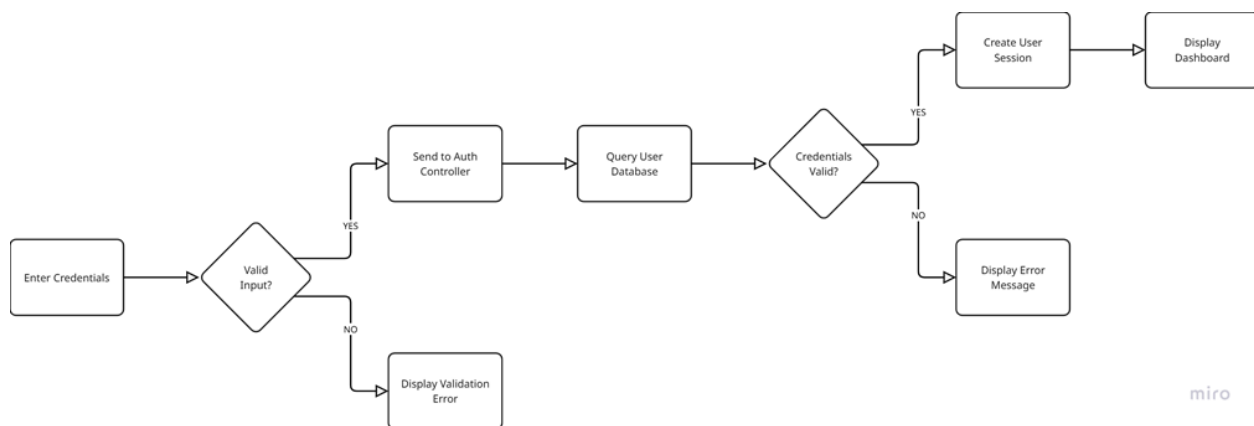 Enter Credentials
Valid
Input?
YES
NO
Send to Auth
Controller
Display Validation
Error
Query User
Database
Credentials
Valid?
YES
NO
Create User
Session
Display Error
Message
Display
Dashboard
miro